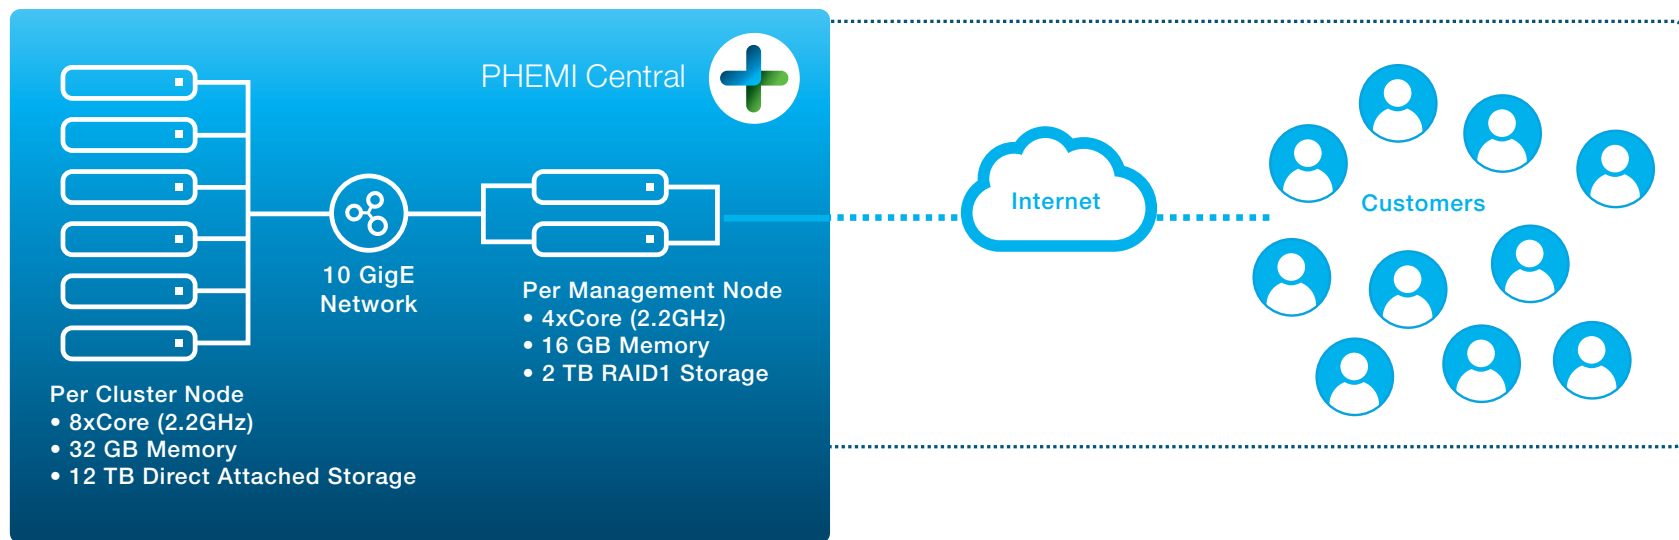 PHEMI Central
10 GigE
Network
Per Management Node
• 4xCore (2.2GHz)
• 16 GB Memory
• 2 TB RAID1 Storage
Per Cluster Node
• 8xCore (2.2GHz)
• 32 GB Memory
• 12 TB Direct Attached Storage
Internet
Customers